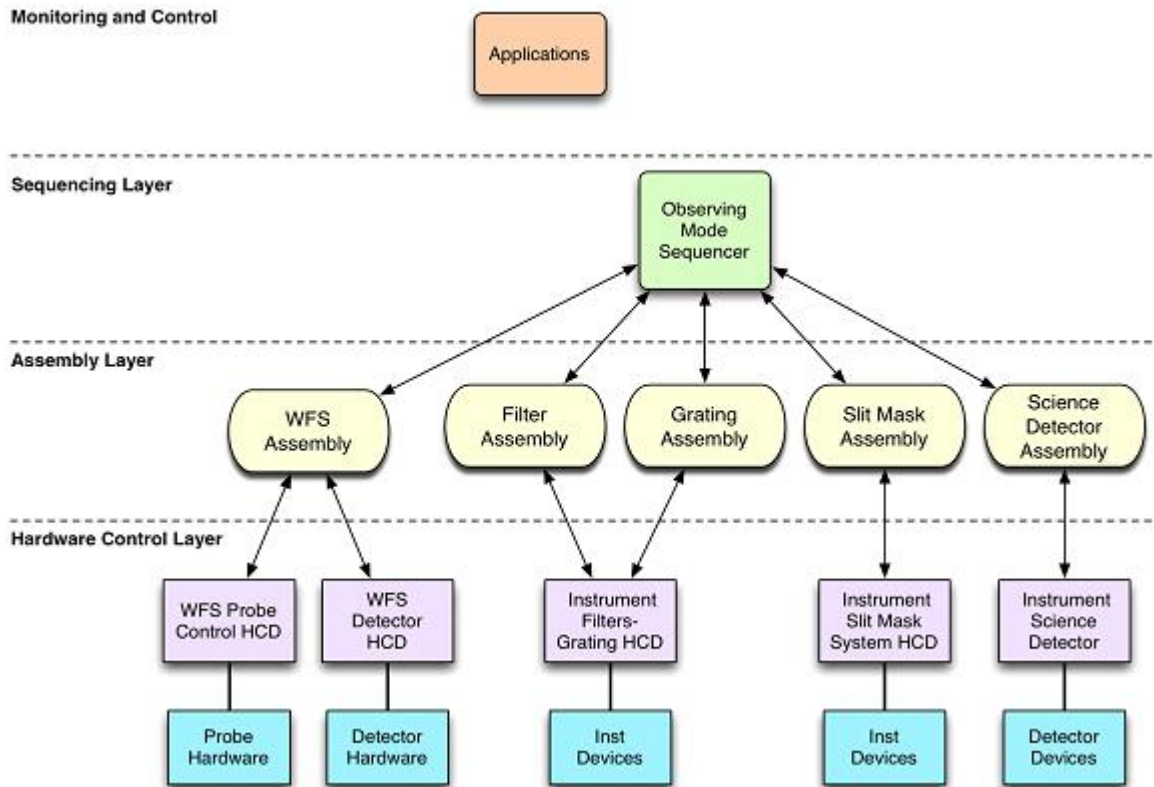 Monitoring and Control
Applications
Sequencing Layer
Observing
Mode
Sequencer
Assembly Layer
WFS
Assembly
Filter
Assembly
Grating
Assembly
Slit Mask
Assembly
Science
Detector
Assembly
Hardware Control Layer
WFS Probe
Control HCD
WFS
Detector
HCD
Instrument
Filters-
Grating HCD
Instrument
Slit Mask
System HCD
Instrument
Science
Detector
Probe
Hardware
Detector
Hardware
Inst
Devices
Inst
Devices
Detector
Devices